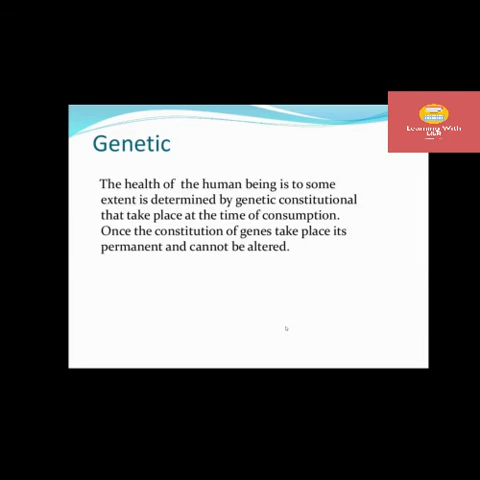 Genetic
The health of  the human being is to some
extent is determined by genetic constitutional
that take place at the time of consumption.
Once the constitution of genes take place its
permanent and cannot be altered.
Learning With